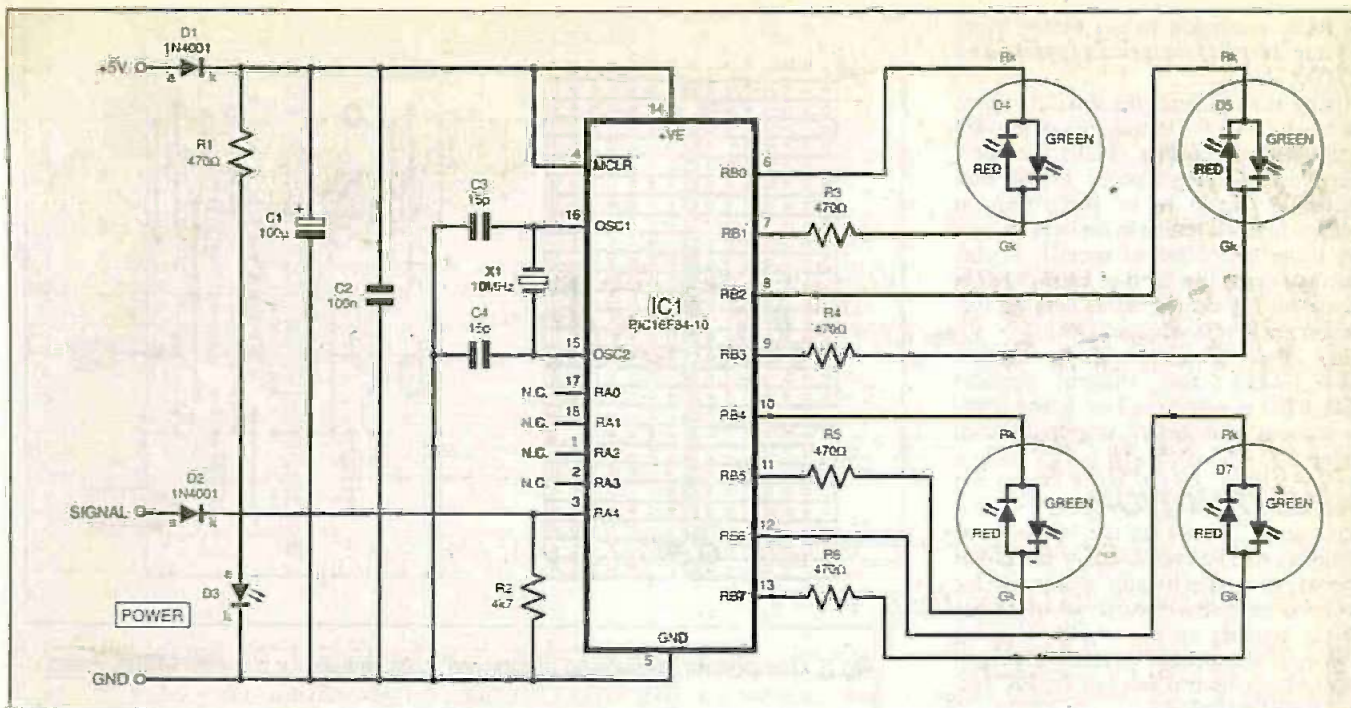 D1
1N4001
+5V
a
k
R1
470Ω
C1
100µ
+
C2
100n
SIGNAL
D2
1N4001
a
k
D3
a
k
POWER
GND
C3
15p
X1
10MHz
C4
15p
R2
4k7
14
+VE
4
MCLR
16
OSC1
15
OSC2
N.C.
17
RA0
N.C.
18
RA1
N.C.
1
RA2
N.C.
2
RA3
3
RA4
IC1
PIC16F84-10
GND
5
RB0
6
RB1
7
RB2
8
RB3
9
RB4
10
RB5
11
RB6
12
RB7
13
R3
470Ω
R4
470Ω
R5
470Ω
R6
470Ω
Rk
D4
GREEN
RED
Gk
Rk
D5
GREEN
RED
Gk
Rk
GREEN
RED
Gk
Rk
D7
GREEN
RED
Gk